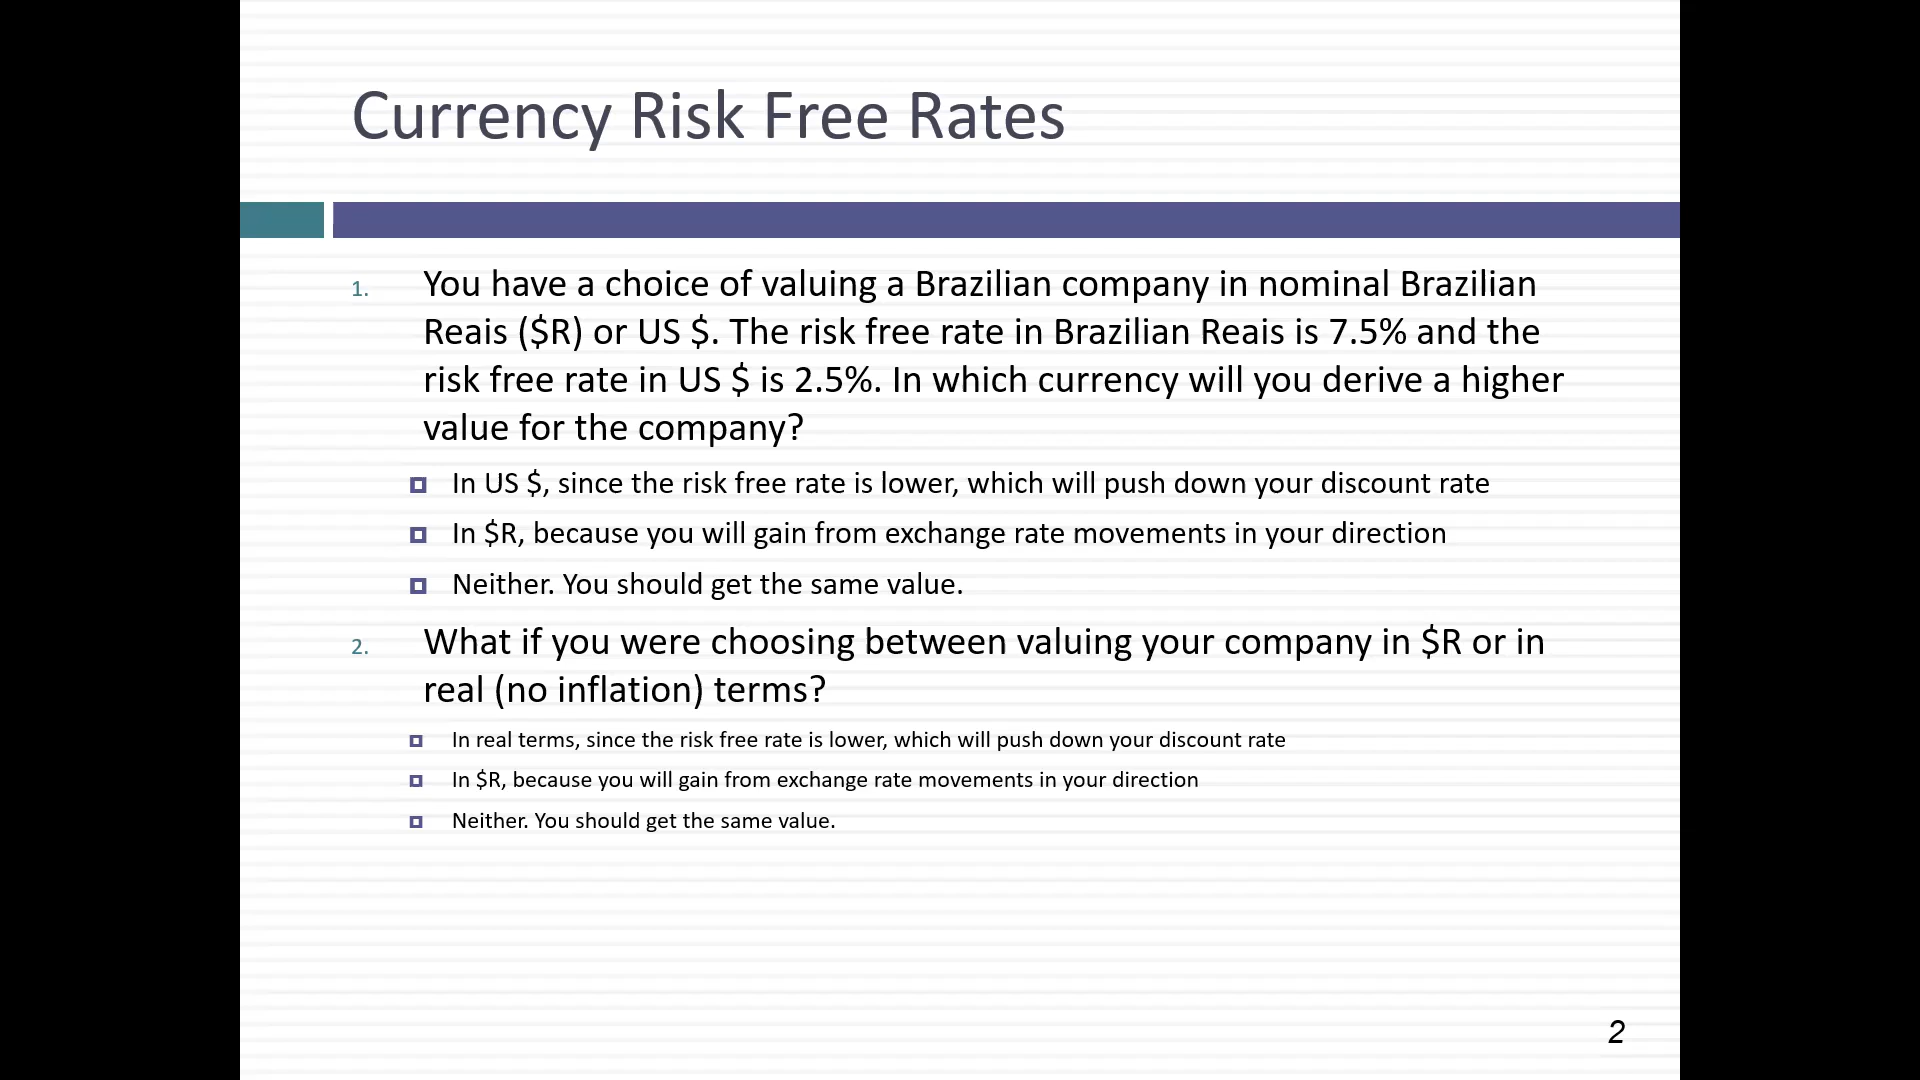 Currency Risk Free Rates
1. You have a choice of valuing a Brazilian company in nominal Brazilian
Reais ($R) or US $. The risk free rate in Brazilian Reais is 7.5% and the
risk free rate in US $ is 2.5%. In which currency will you derive a higher
value for the company?
In US $, since the risk free rate is lower, which will push down your discount rate
In $R, because you will gain from exchange rate movements in your direction
Neither. You should get the same value.
2. What if you were choosing between valuing your company in $R or in
real (no inflation) terms?
In real terms, since the risk free rate is lower, which will push down your discount rate
In $R, because you will gain from exchange rate movements in your direction
Neither. You should get the same value.
2